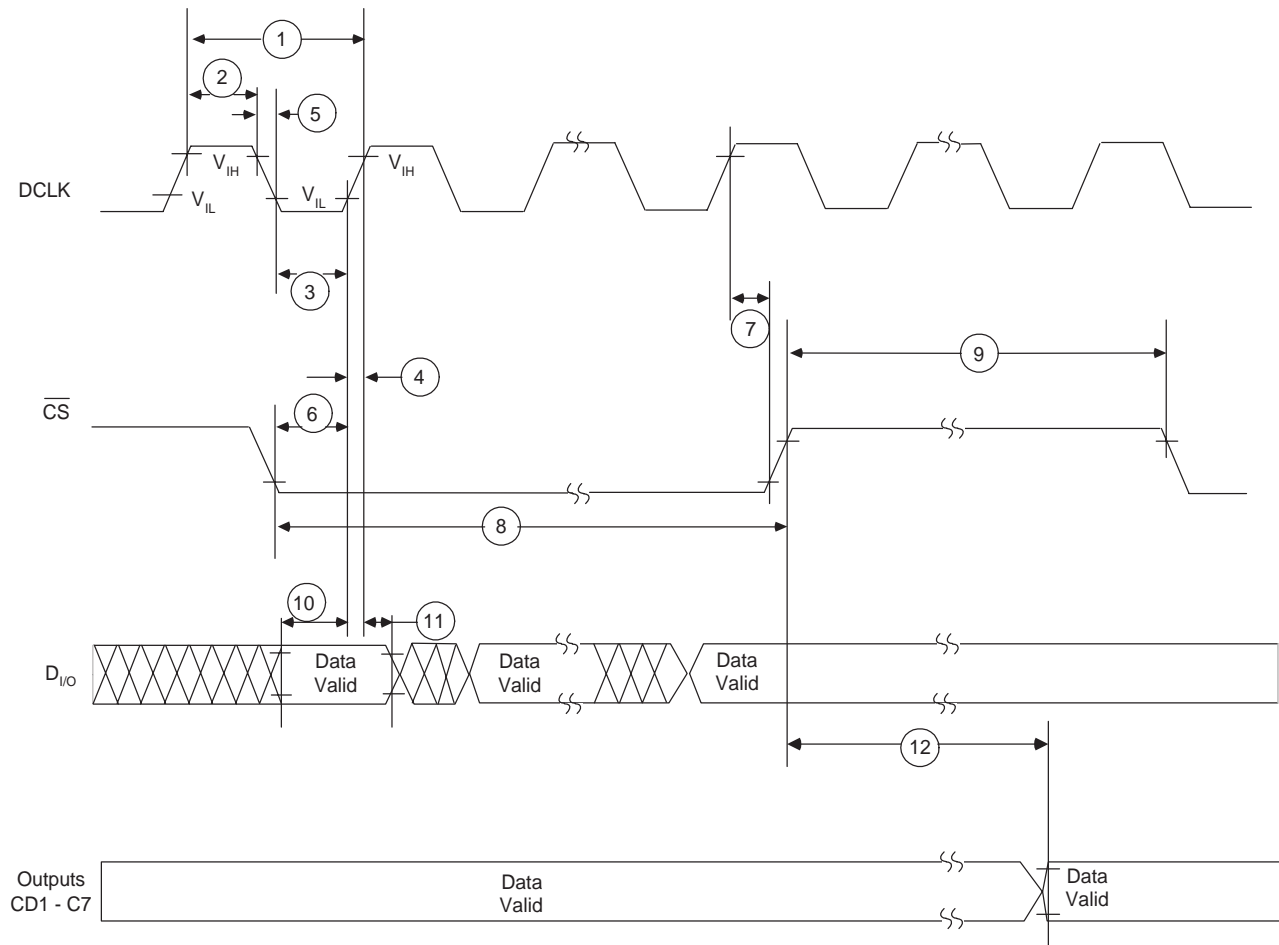 1
2
5
V_IH
V_IH
DCLK
V_IL
V_IL
3
7
9
4
CS
6
8
10
11
D_I/O
Data
Valid
Data
Valid
Data
Valid
12
Outputs
CD1 - C7
Data
Valid
Data
Valid